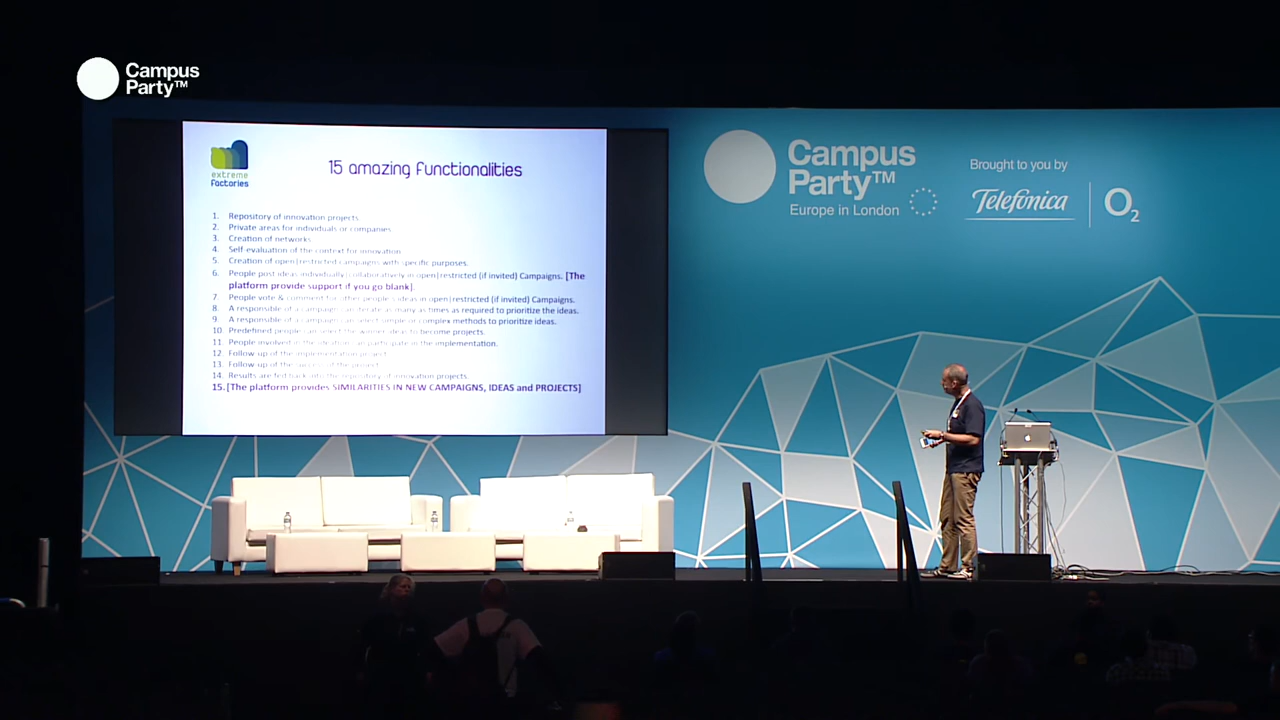 Campus
Party™
extreme
factories
15 amazing functionalities
1. Repository of innovation projects
2. Private areas for individuals or companies
3. Creation of networks
4. Self-evaluation of the context for innovation
5. Creation of open|restricted campaigns with specific purposes.
6. People post ideas individually|collaboratively in open|restricted (if invited) Campaigns. [The
platform provide support if you go blank].
7. People vote & comment for other people's ideas in open|restricted (if invited) Campaigns.
8. A responsible of a campaign can iterate as many as times as required to prioritize the ideas.
9. A responsible of a campaign can select simple or complex methods to prioritize ideas.
10. Predefined people can select the winner ideas to become projects.
11. People involved in the ideation can participate in the implementation.
12. Follow up of the implementation project
13. Follow up of the success of the project
14. Results are fed back into the repository of innovation projects.
15. [The platform provides SIMILARITIES IN NEW CAMPAIGNS, IDEAS and PROJECTS]
Campus
Party™
Europe in London
Brought to you by
Telefonica
O2